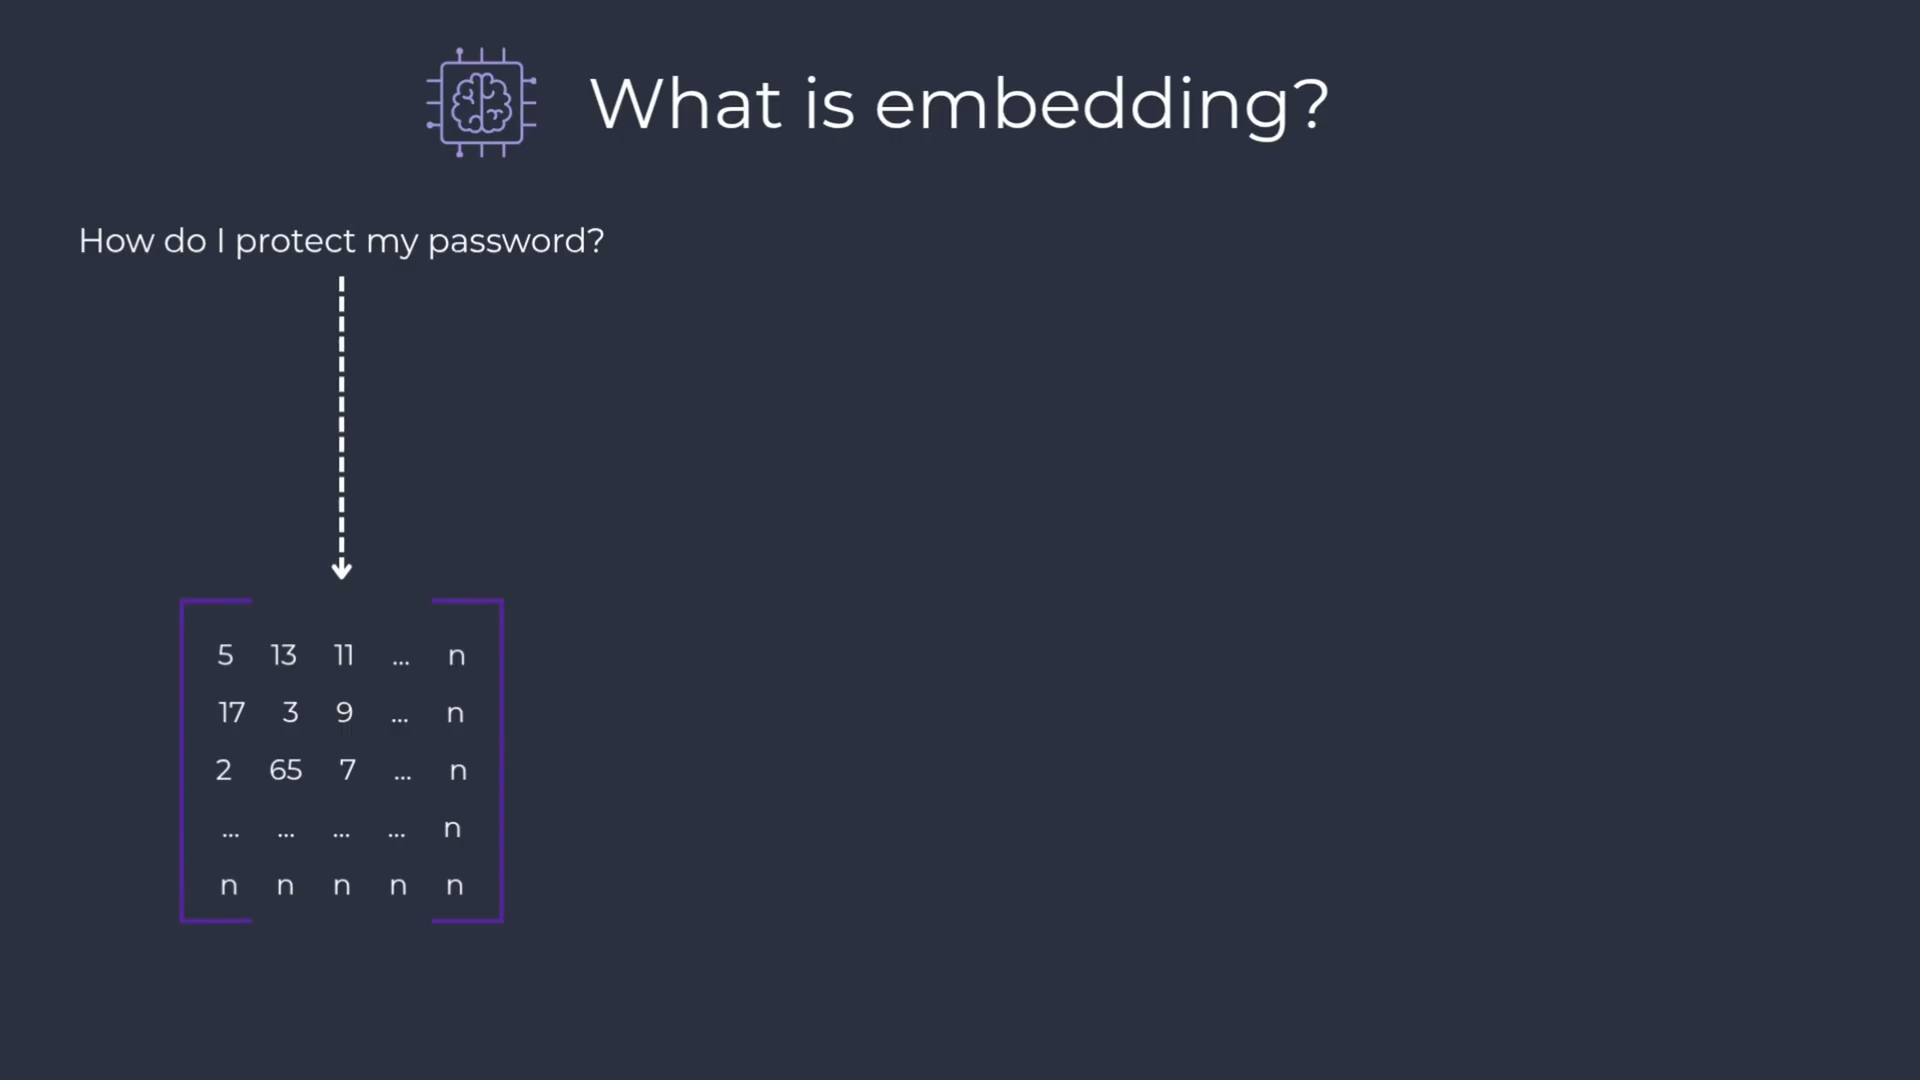 What is embedding?
How do I protect my password?
5 13 11 ... n
17 3 9 ... n
2 65 7 ... n
... ... ... ... n
n n n n n